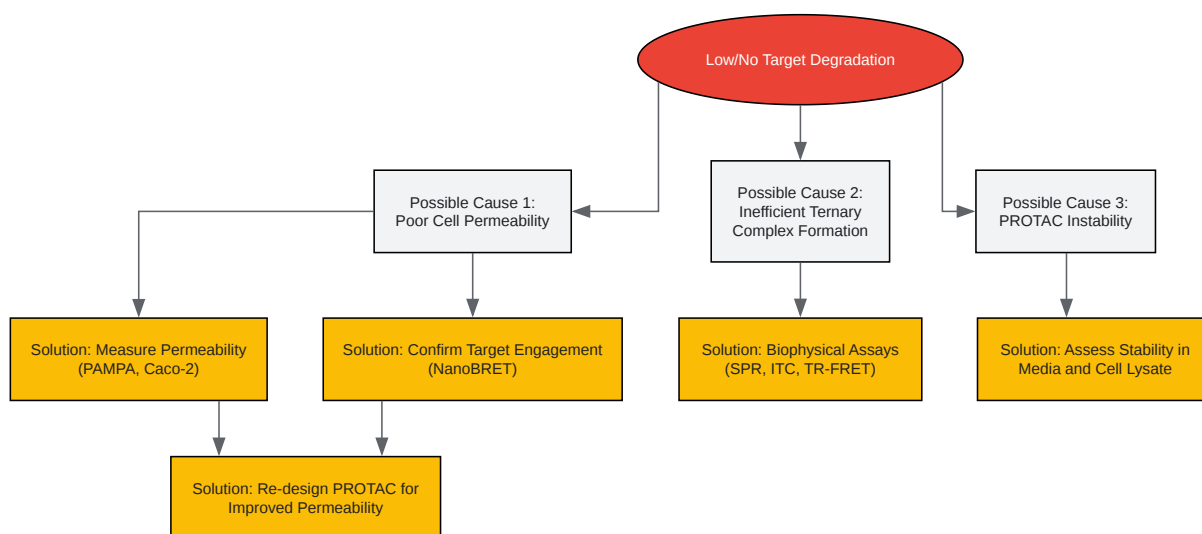 Low/No Target Degradation
Possible Cause 1:
Poor Cell Permeability
Possible Cause 2:
Inefficient Ternary
Complex Formation
Possible Cause 3:
PROTAC Instability
Solution: Measure Permeability
(PAMPA, Caco-2)
Solution: Confirm Target Engagement
(NanoBRET)
Solution: Biophysical Assays
(SPR, ITC, TR-FRET)
Solution: Assess Stability in
Media and Cell Lysate
Solution: Re-design PROTAC for
Improved Permeability